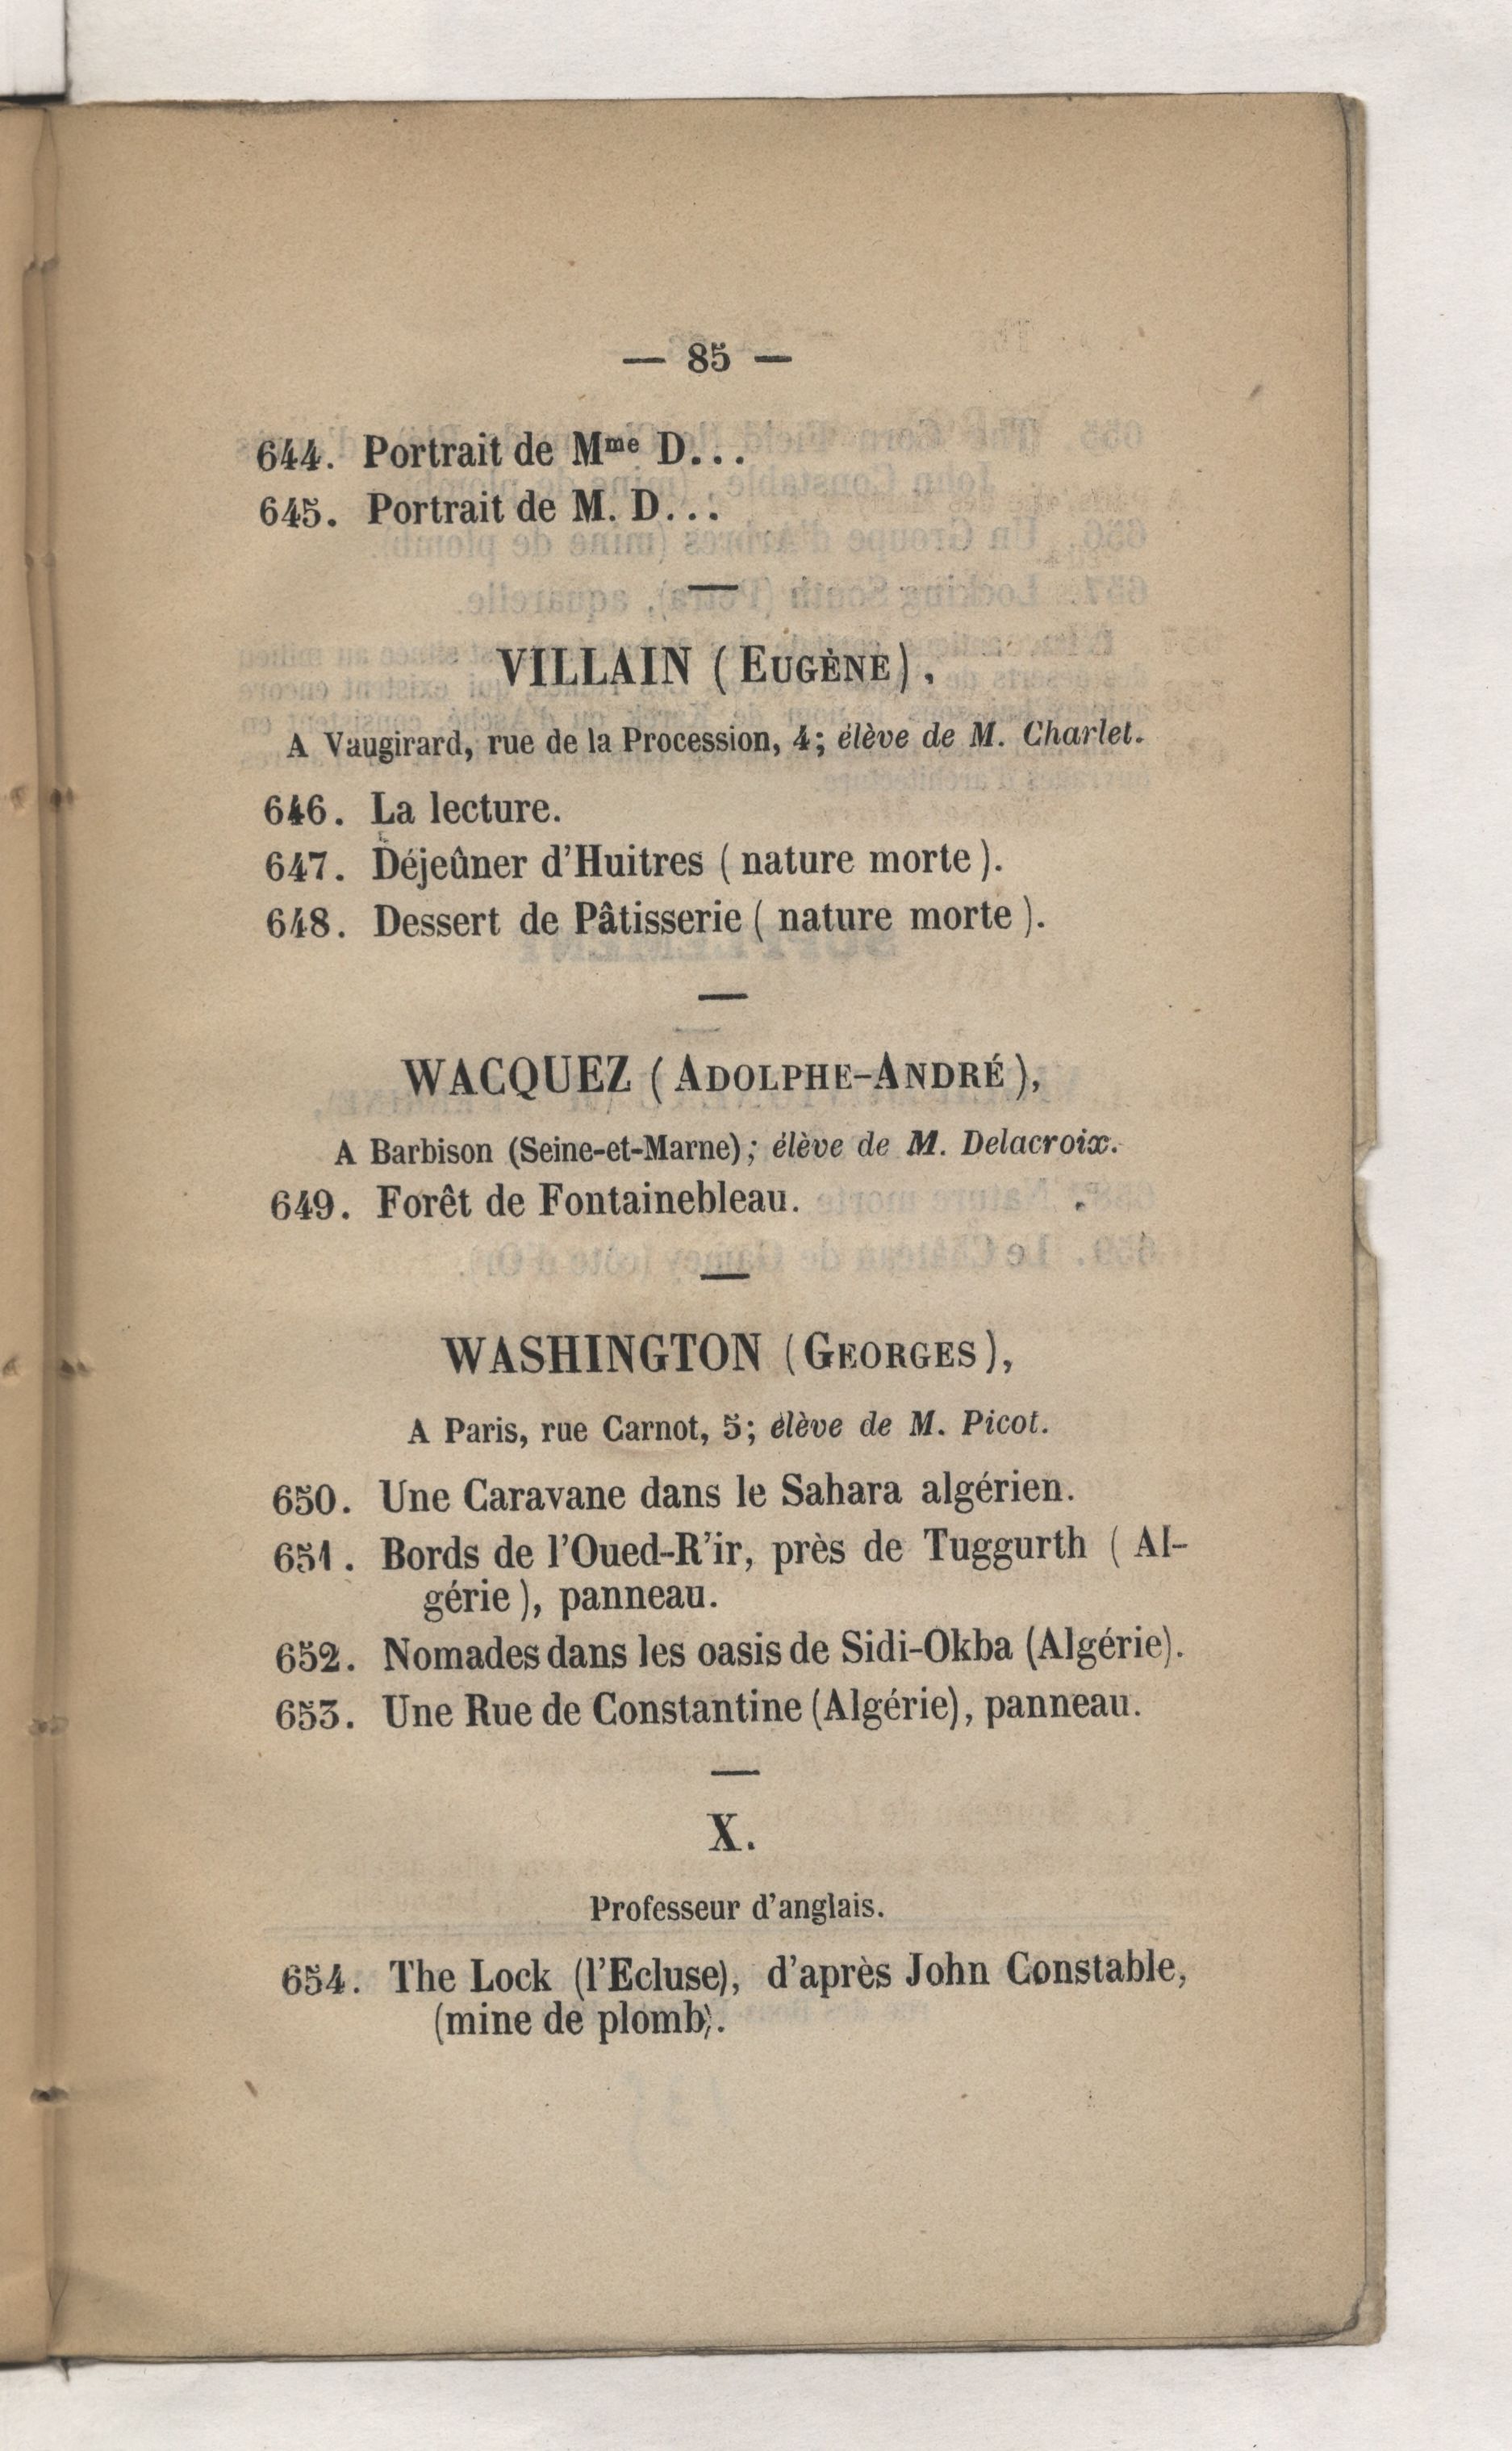 — 85 —
644. Portrait de Mme D...
645. Portrait de M. D...
VILLAIN (EUGÈNE),
A Vaugirard, rue de la Procession, 4; élève de M. Charlet.
646. La lecture.
647. Déjeûner d'Huitres (nature morte).
648. Dessert de Pâtisserie (nature morte).
WACQUEZ (ADOLPHE-ANDRÉ),
A Barbison (Seine-et-Marne); élève de M. Delacroix.
649. Forêt de Fontainebleau.
WASHINGTON (GEORGES),
A Paris, rue Carnot, 5; élève de M. Picot.
650. Une Caravane dans le Sahara algérien.
651. Bords de l'Oued-R'ir, près de Tuggurth (Al-
gérie), panneau.
652. Nomades dans les oasis de Sidi-Okba (Algérie).
653. Une Rue de Constantine (Algérie), panneau.
X.
Professeur d'anglais.
654. The Lock (l'Ecluse), d'après John Constable,
(mine de plomb).